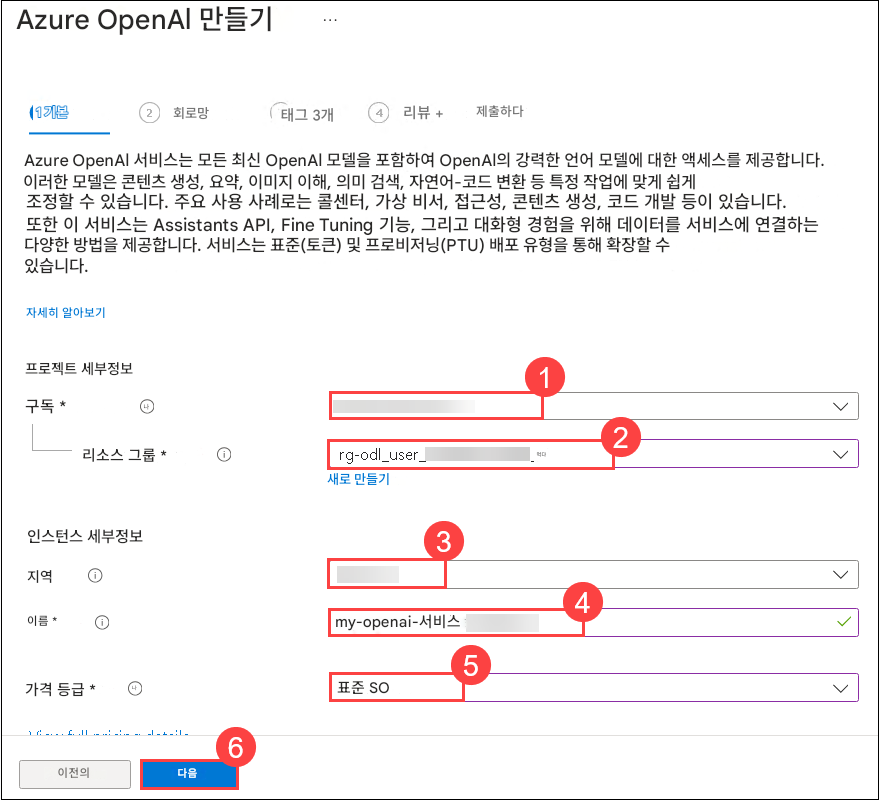 Azure OpenAI 만들기 ...
1기본 2 회로망 태그 3개 4 리뷰 + 제출하다
Azure OpenAI 서비스는 모든 최신 OpenAI 모델을 포함하여 OpenAI의 강력한 언어 모델에 대한 액세스를 제공합니다.
이러한 모델은 콘텐츠 생성, 요약, 이미지 이해, 의미 검색, 자연어-코드 변환 등 특정 작업에 맞게 쉽게
조정할 수 있습니다. 주요 사용 사례로는 콜센터, 가상 비서, 접근성, 콘텐츠 생성, 코드 개발 등이 있습니다.
또한 이 서비스는 Assistants API, Fine Tuning 기능, 그리고 대화형 경험을 위해 데이터를 서비스에 연결하는
다양한 방법을 제공합니다. 서비스는 표준(토큰) 및 프로비저닝(PTU) 배포 유형을 통해 확장할 수
있습니다.
자세히 알아보기
프로젝트 세부정보
1
구독 *
2
리소스 그룹 * rg-odl_user_
새로 만들기
인스턴스 세부정보
3
지역
4
이름 * my-openai-서비스
5
가격 등급 * 표준 SO
View full pricing details
6
이전의 다음